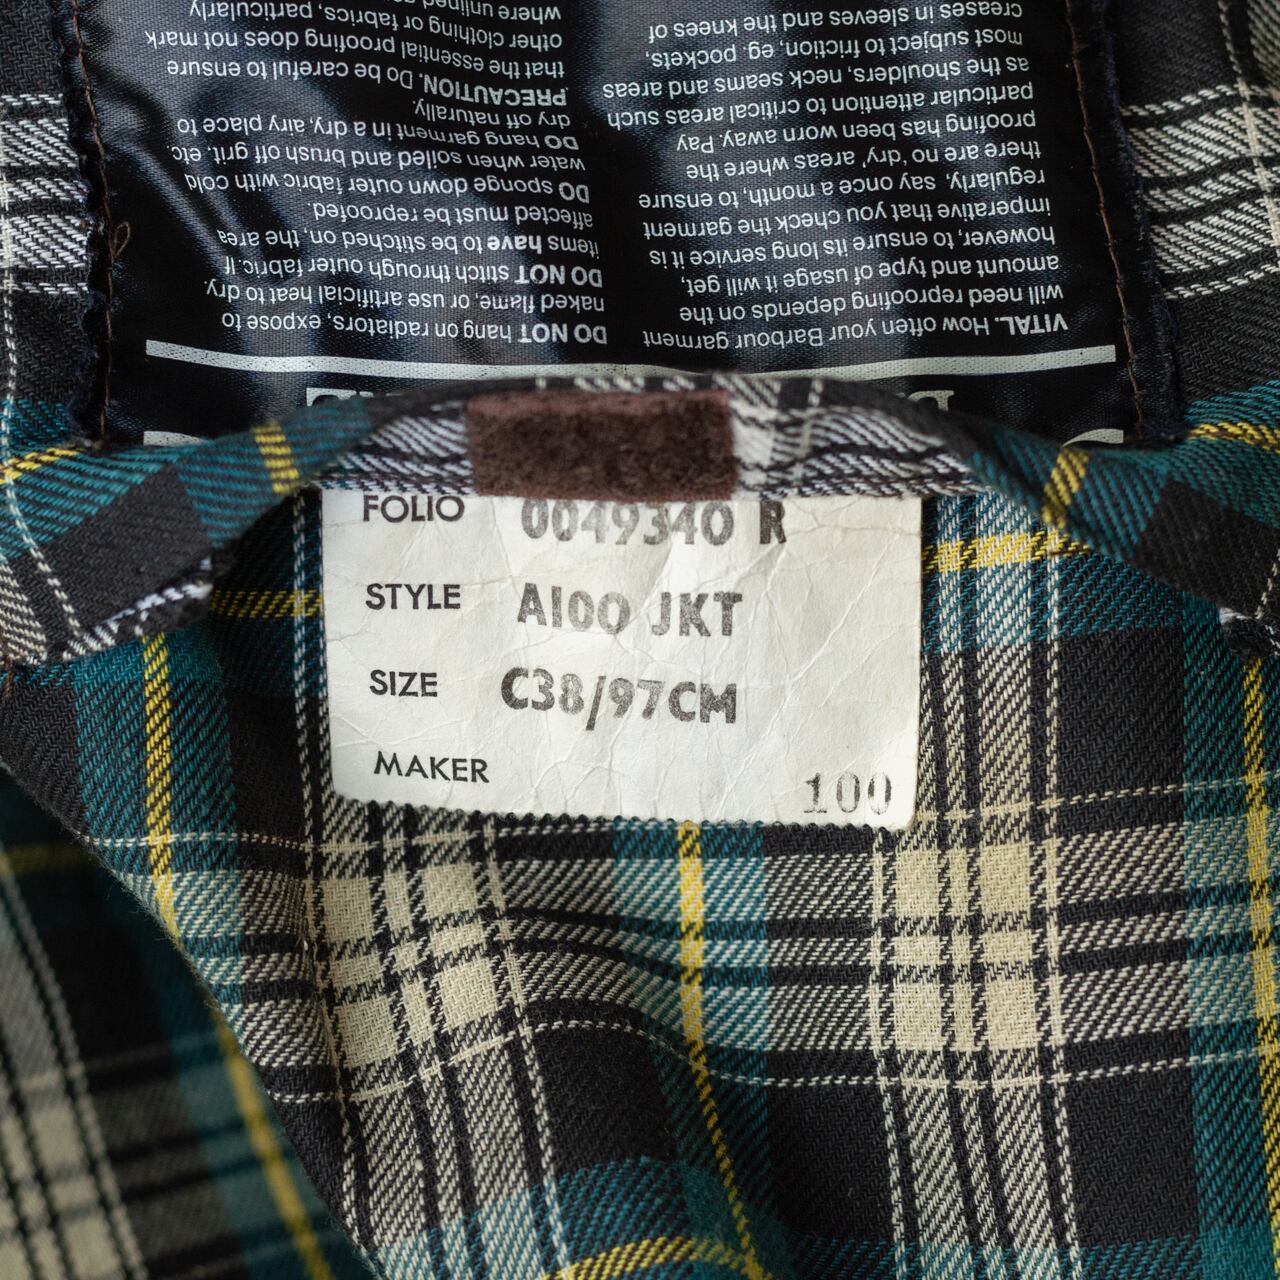 FOLIO 0049340 R
STYLE A100 JKT
SIZE C38/97CM
MAKER
100
VITAL. How often your Barbour garment
will need reproofing depends on the
amount and type of usage it will get,
however, to ensure its long service it is
imperative that you check the garment
regularly, say once a month, to ensure
there are no 'dry' areas where the
proofing has been worn away. Pay
particular attention to critical areas such
as the shoulders, neck seams and areas
most subject to friction, eg. pockets,
creases in sleeves and the knees of
DO NOT hang on radiators, expose to
naked flame, or use artificial heat to dry.
DO NOT stitch through outer fabric. If
items have to be stitched on, the area
affected must be reproofed.
DO sponge down outer fabric with cold
water when soiled and brush off grit, etc.
DO hang garment in a dry, airy place to
dry off naturally.
PRECAUTION. Do be careful to ensure
that the essential proofing does not mark
other clothing or fabrics, particularly
where unlined